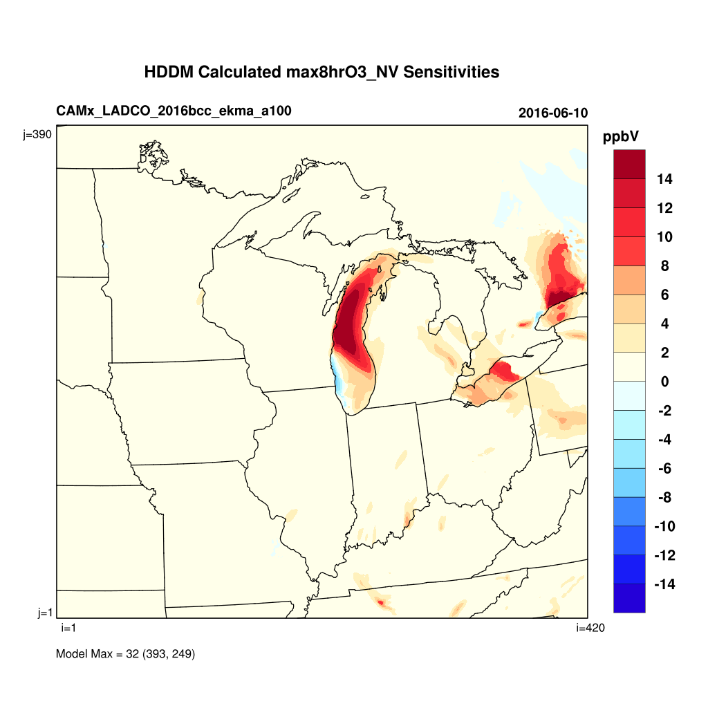 HDDM Calculated max8hrO3_NV Sensitivities
CAMx_LADCO_2016bcc_ekma_a100
2016-06-10
j=390
ppbV
14
12
10
8
6
4
2
0
-2
-4
-6
-8
-10
-12
-14
j=1
i=1
i=420
Model Max = 32 (393, 249)